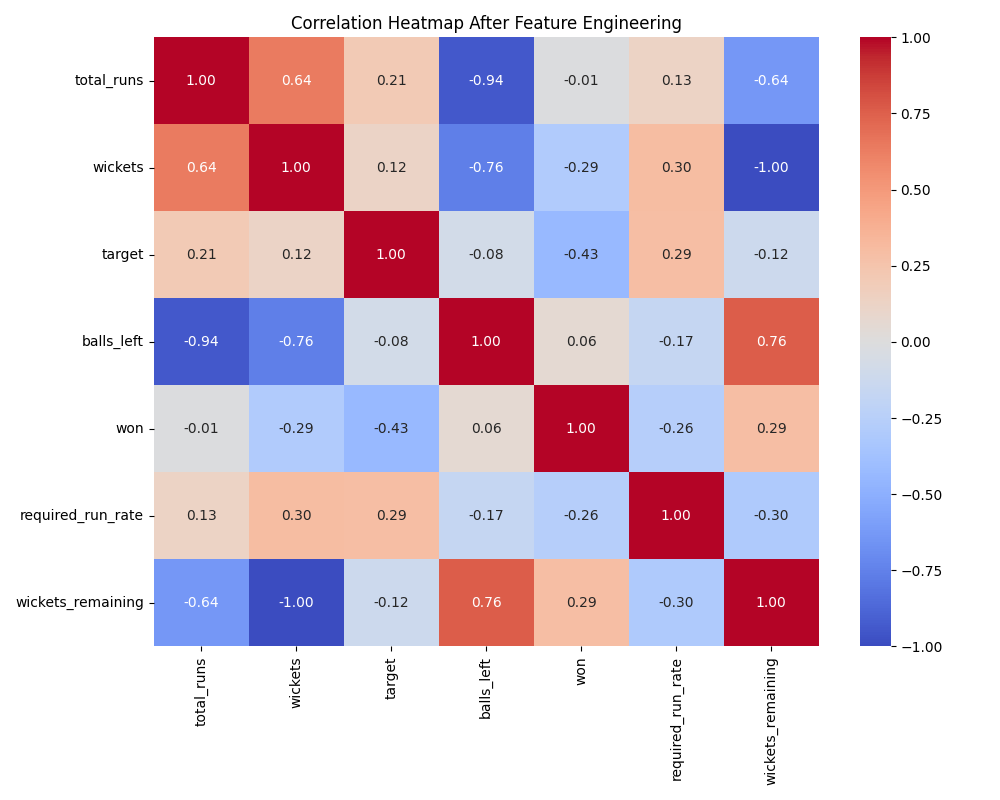 Correlation Heatmap After Feature Engineering
total_runs 1.00 0.64 0.21 -0.94 -0.01 0.13 -0.64
wickets 0.64 1.00 0.12 -0.76 -0.29 0.30 -1.00
target 0.21 0.12 1.00 -0.08 -0.43 0.29 -0.12
balls_left -0.94 -0.76 -0.08 1.00 0.06 -0.17 0.76
won -0.01 -0.29 -0.43 0.06 1.00 -0.26 0.29
required_run_rate 0.13 0.30 0.29 -0.17 -0.26 1.00 -0.30
wickets_remaining -0.64 -1.00 -0.12 0.76 0.29 -0.30 1.00
total_runs
wickets
target
balls_left
won
required_run_rate
wickets_remaining
1.00
0.75
0.50
0.25
0.00
−0.25
−0.50
−0.75
−1.00